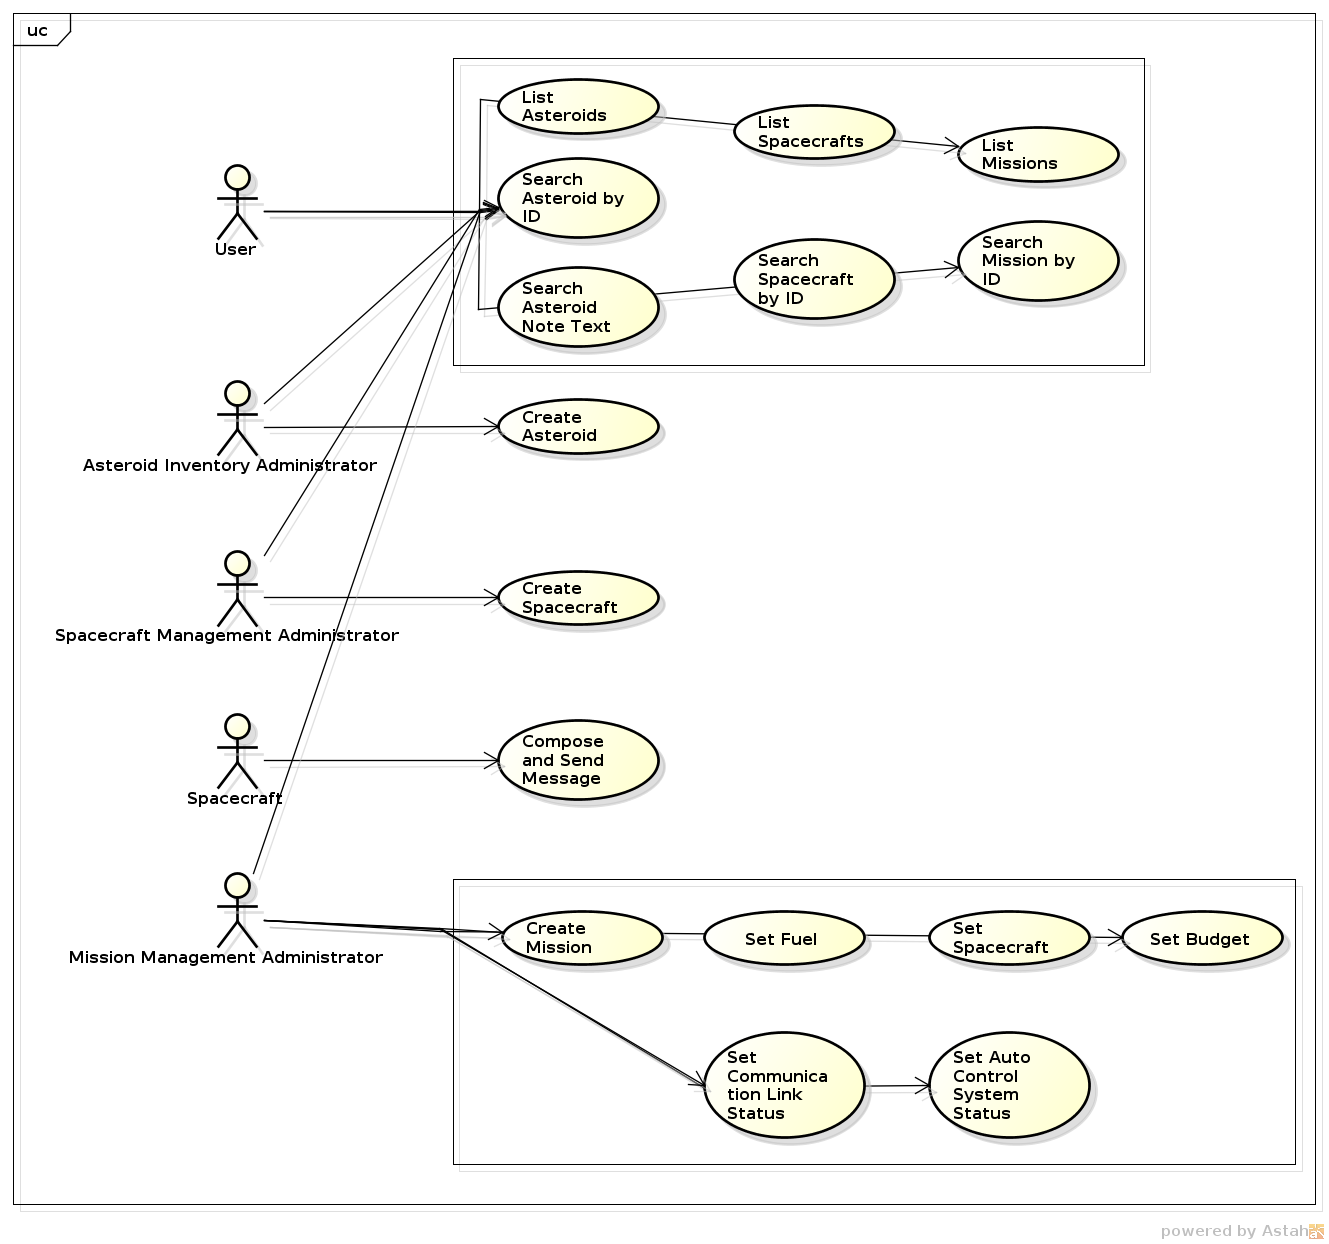 uc
List
Asteroids
List
Spacecrafts
List
Missions
Search
Asteroid by
ID
User
Search
Mission by
ID
Search
Spacecraft
by ID
Search
Asteroid
Note Text
Asteroid Inventory Administrator
Create
Asteroid
Spacecraft Management Administrator
Create
Spacecraft
Spacecraft
Compose
and Send
Message
Mission Management Administrator
Create
Mission
Set Fuel
Set
Spacecraft
Set Budget
Set
Communica
tion Link
Status
Set Auto
Control
System
Status
powered by Astah